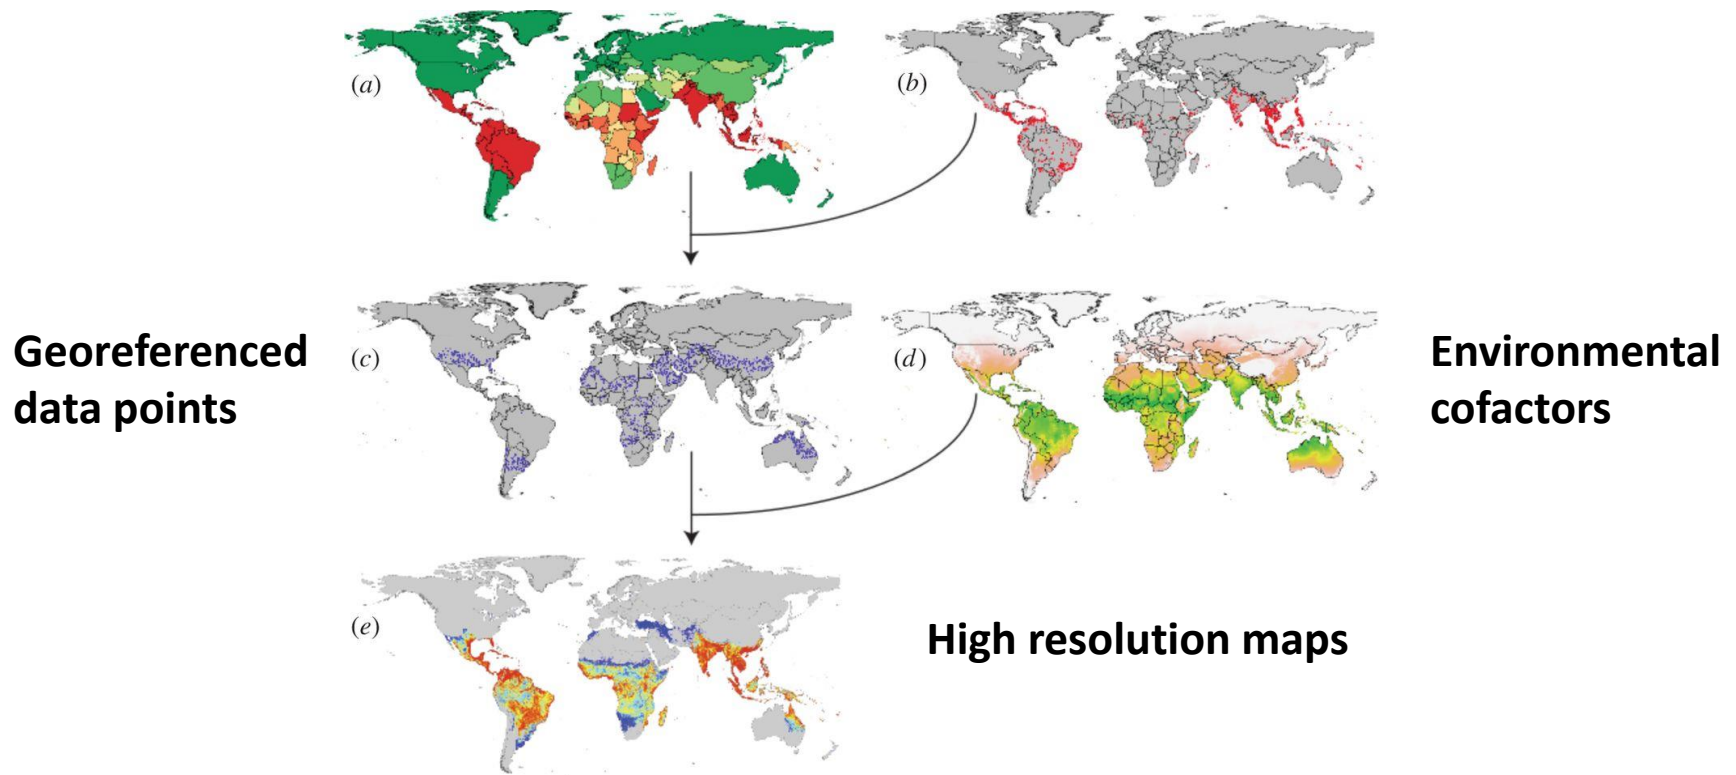 (a)
(b)
Georeferenced
data points
(c)
(d)
Environmental
cofactors
(e)
High resolution maps